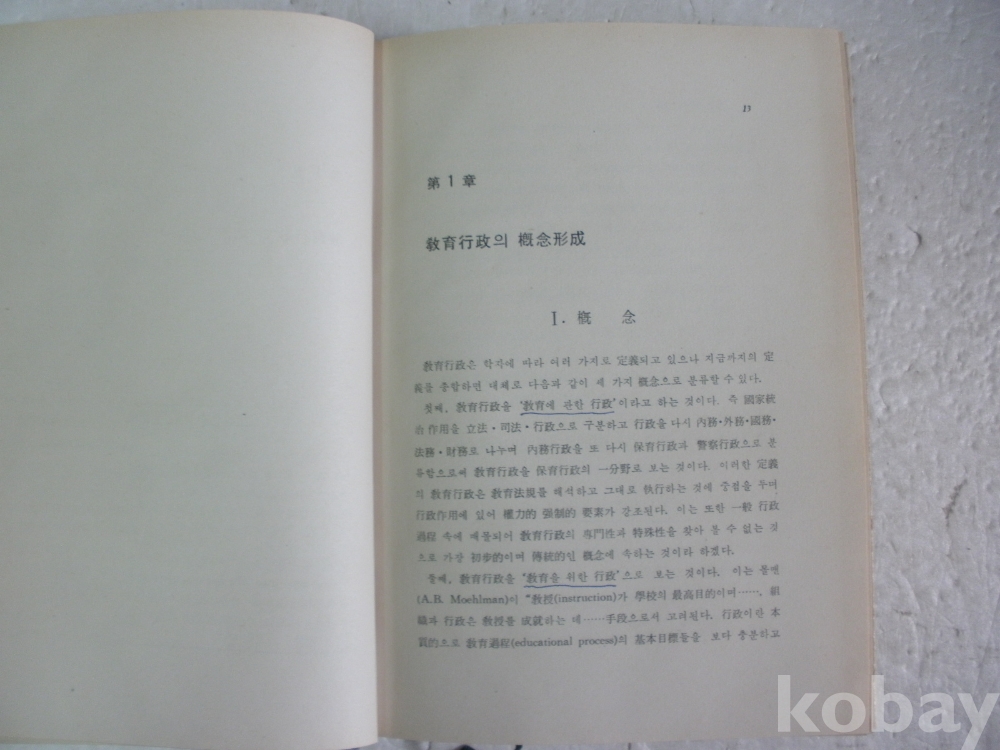 13
第 1 章
敎育行政의 槪念形成
I. 槪 念
敎育行政은 학자에 따라 여러 가지로 定義되고 있으나 지금까지의 定
義를 종합하면 대체로 다음과 같이 세 가지 槪念으로 분류할 수 있다.
첫째, 敎育行政을 ‘敎育에 관한 行政’이라고 하는 것이다. 즉 國家統
治 作用을 立法·司法·行政으로 구분하고 行政을 다시 內務·外務·國務·
法務·財務로 나누며 內務行政을 또 다시 保育行政과 警察行政으로 분
류함으로써 敎育行政을 保育行政의 一分野로 보는 것이다. 이러한 定義
의 敎育行政은 敎育法規를 해석하고 그대로 執行하는 것에 중점을 두며
行政作用에 있어 權力的 强制的 要素가 강조된다. 이는 또한 一般 行政
過程 속에 매몰되어 敎育行政의 專門性과 特殊性을 찾아 볼 수 없는 것
으로 가장 初步的이며 傳統的인 槪念에 속하는 것이라 하겠다.
둘째, 敎育行政을 ‘敎育을 위한 行政’으로 보는 것이다. 이는 몰맨
(A.B. Moehlman)이 “敎授(instruction)가 學校의 最高目的이며……, 組
織과 行政은 敎授를 成就하는 데……手段으로서 고려된다. 行政이란 本
質的으로 敎育過程(educational process)의 基本目標들을 보다 충분하고
kobay